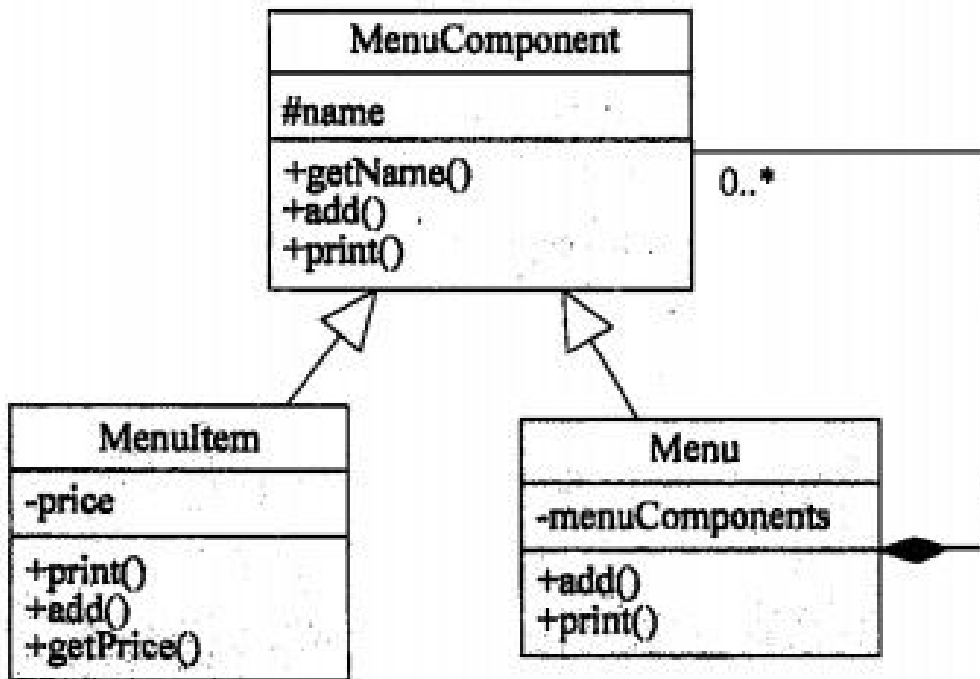 MenuComponent
#name
+getName()
+add()
+print()
0..*
MenuItem
-price
+print()
+add()
+getPrice()
Menu
-menuComponents
+add()
+print()